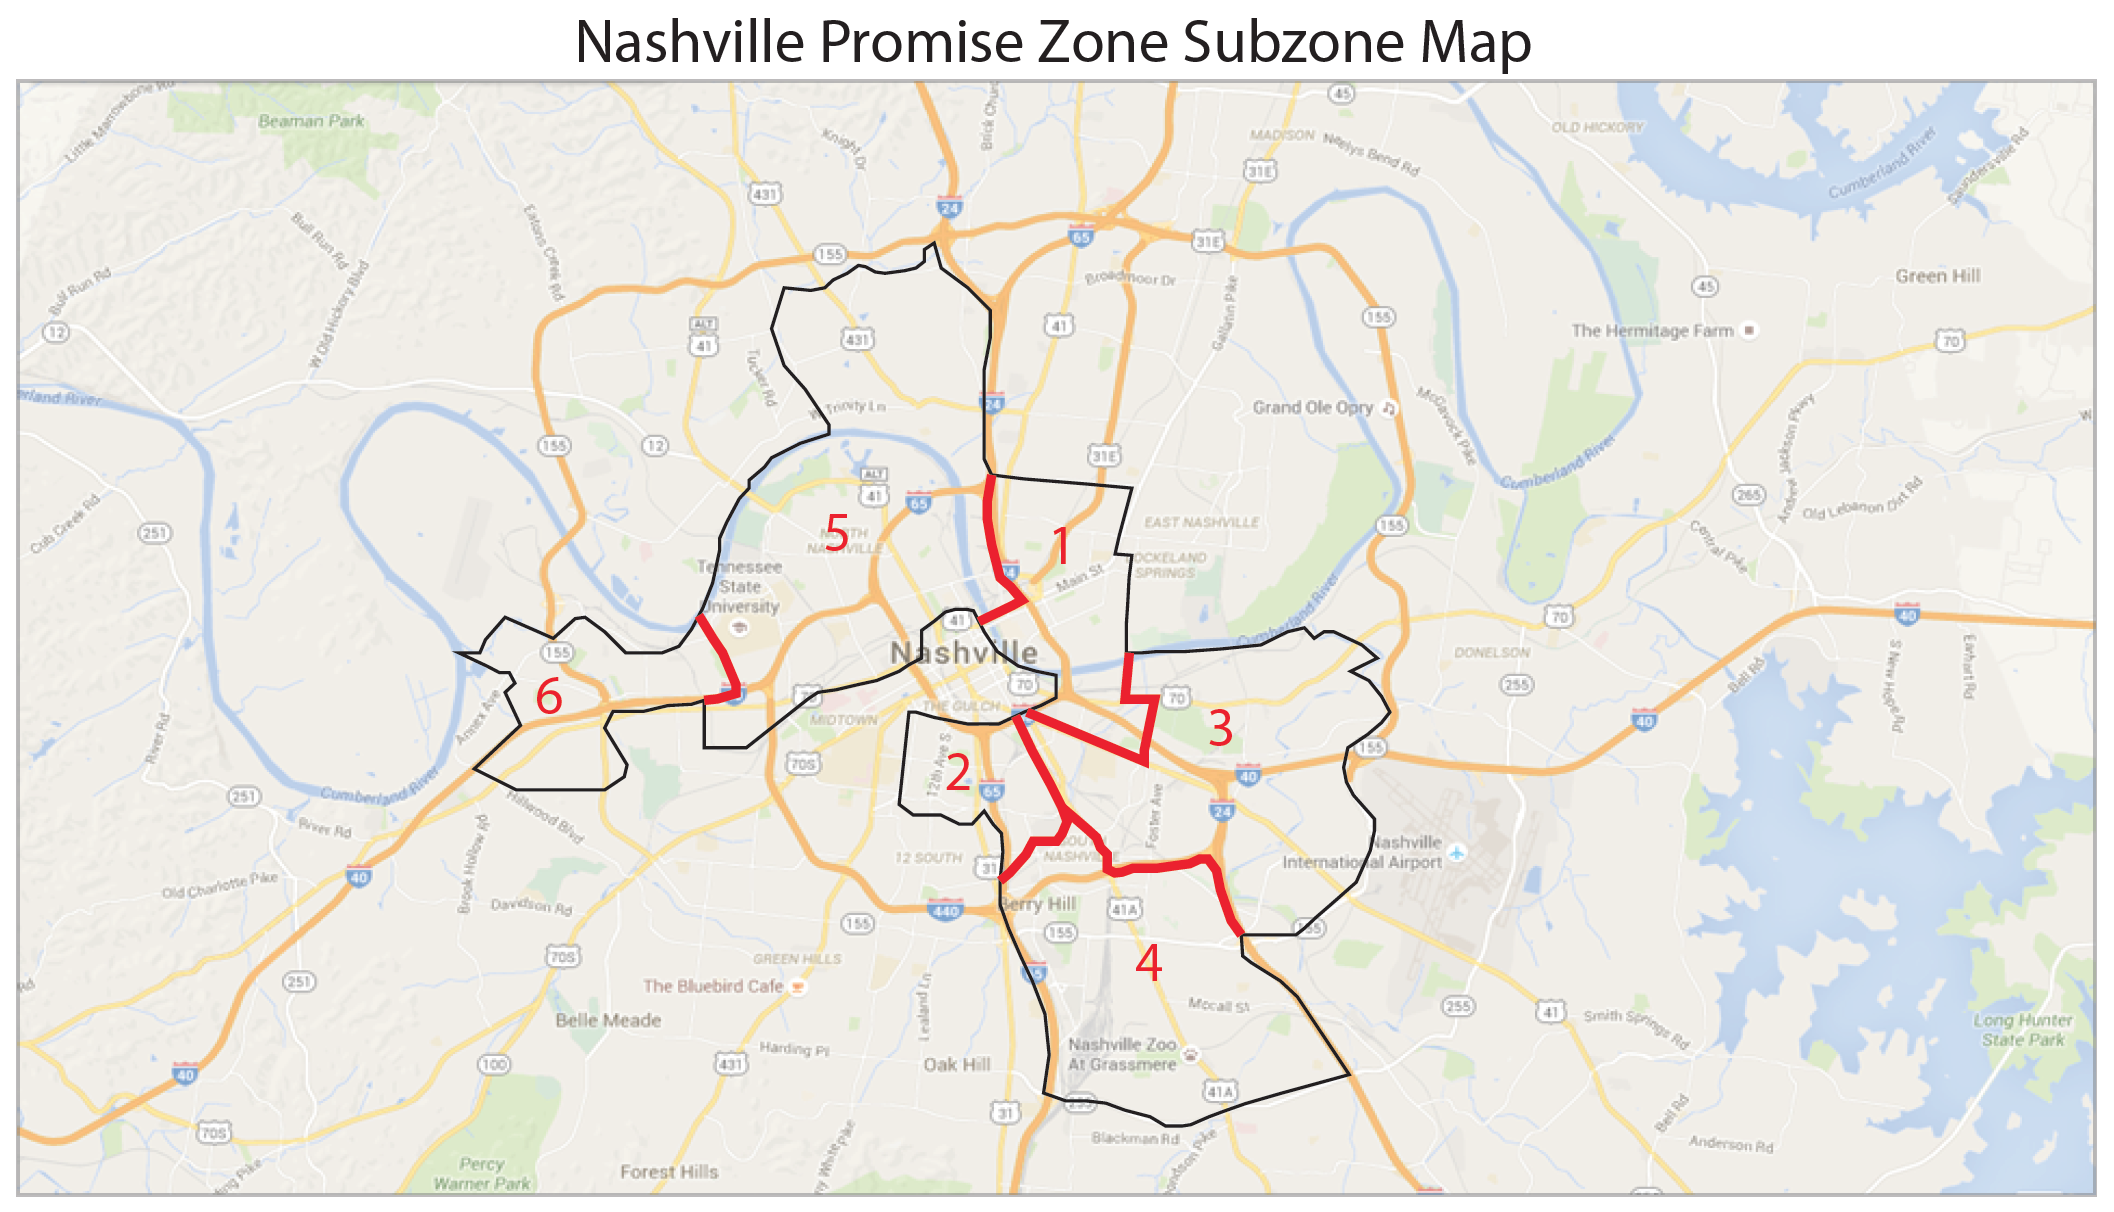 Nashville Promise Zone Subzone Map
Beaman Park
Little Marrowbone Rd
Knight Dr
45
MADISON
Neelys Bend Rd
OLD HICKORY
Cumberland River
Saundersville Rd
431
31E
24
65
31E
155
Eatons Creek Rd
Bull Run Rd
Bull Run Rd
W Old Hickory Blvd
Broadmoor Dr
Gallatin Pike
45
Green Hill
12
ALT
41
431
41
155
The Hermitage Farm
70
Tucker Rd
W Trinity Ln
24
Grand Ole Opry
McGavock Pike
Andrew Jackson Pkwy
155
12
31E
Cumberland River
ALT
41
65
265
Old Lebanon Dirt Rd
Cub Creek Rd
251
5
NORTH
NASHVILLE
1
EAST NASHVILLE
155
Central Pike
Tennessee
State
University
24
Main St
LOCKELAND
SPRINGS
Cumberland River
70
40
41
155
Nashville
DONELSON
S New Hope Rd
Earhart Rd
6
70
70
255
Bell Rd
Annex Ave
MIDTOWN
THE GULCH
3
40
River Rd
70S
2
12th Ave S
65
155
40
24
Cumberland River
251
River Rd
Hillwood Blvd
Foster Ave
Nashville
International Airport
12 SOUTH
31
SOUTH
NASHVILLE
40
Old Charlotte Pike
Brook Hollow Rd
Davidson Rd
440
Berry Hill
41A
155
155
155
70S
GREEN HILLS
4
251
The Bluebird Cafe
Lealand Ln
65
Mccall St
255
41
Smith Springs Rd
Belle Meade
Long Hunter
State Park
Harding Pl
Nashville Zoo
At Grassmere
40
100
431
Oak Hill
41A
31
255
70S
Blackman Rd
Bell Rd
Anderson Rd
Percy
Warner Park
Forest Hills